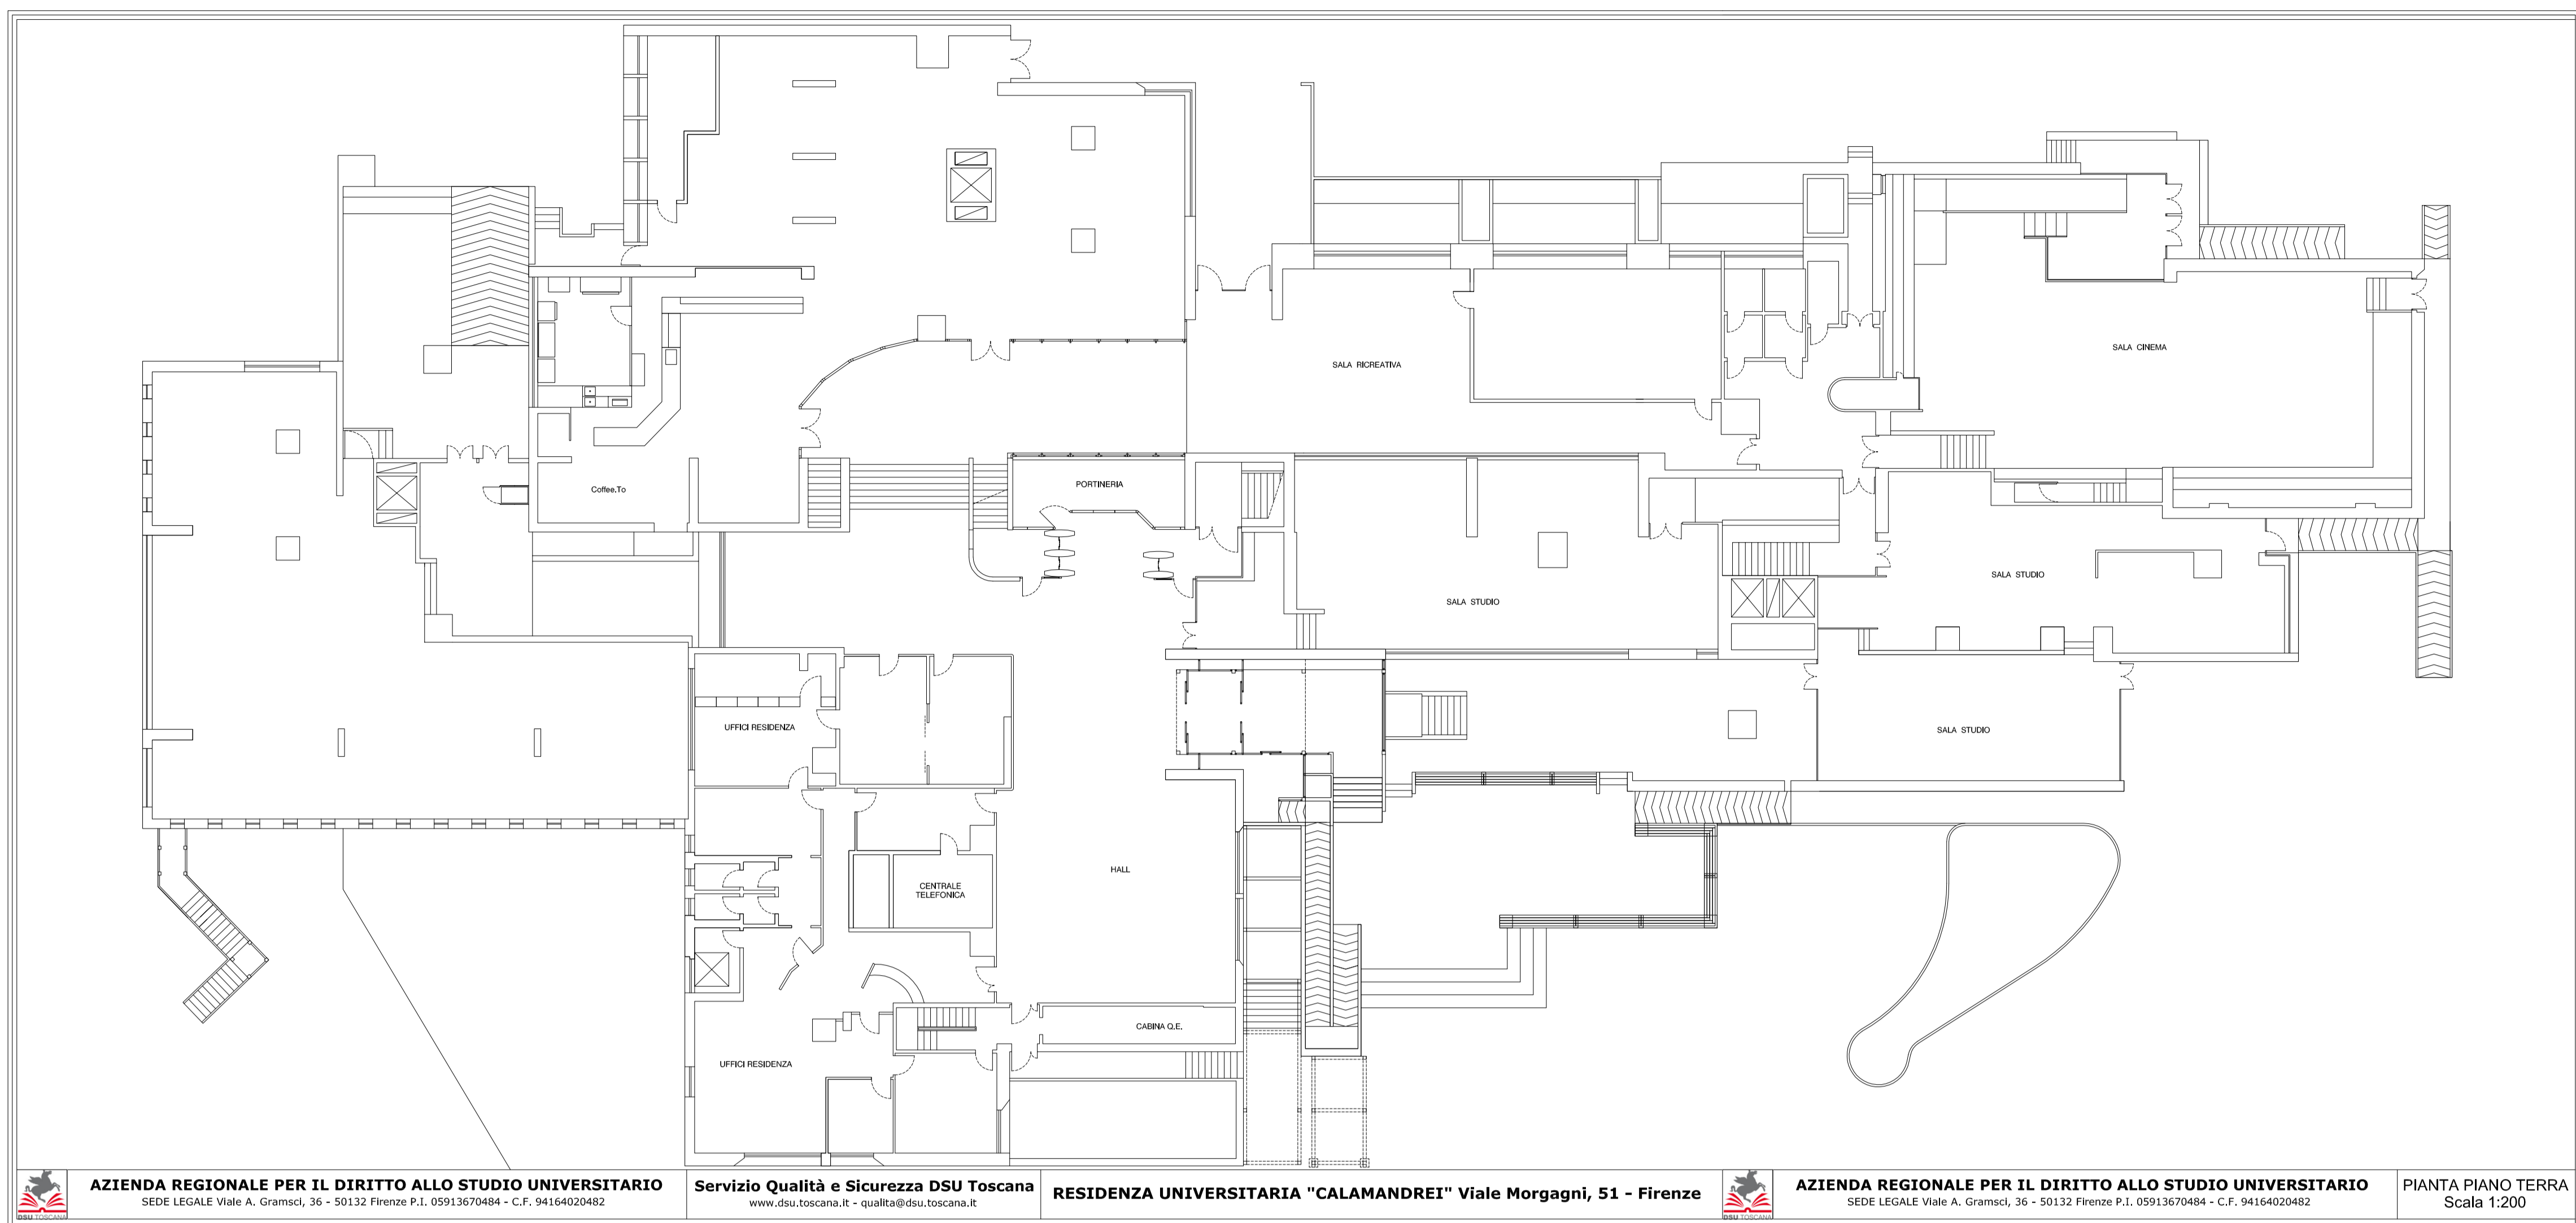 SALA CINEMA
SALA RICREATIVA
PORTINERIA
Coffee.To
SALA STUDIO
SALA STUDIO
UFFICI RESIDENZA
SALA STUDIO
HALL
CENTRALE
TELEFONICA
CABINA Q.E.
UFFICI RESIDENZA
DSU TOSCANA
AZIENDA REGIONALE PER IL DIRITTO ALLO STUDIO UNIVERSITARIO
SEDE LEGALE Viale A. Gramsci, 36 - 50132 Firenze P.I. 05913670484 - C.F. 94164020482
Servizio Qualità e Sicurezza DSU Toscana
www.dsu.toscana.it - qualita@dsu.toscana.it
RESIDENZA UNIVERSITARIA "CALAMANDREI" Viale Morgagni, 51 - Firenze
DSU TOSCANA
AZIENDA REGIONALE PER IL DIRITTO ALLO STUDIO UNIVERSITARIO
SEDE LEGALE Viale A. Gramsci, 36 - 50132 Firenze P.I. 05913670484 - C.F. 94164020482
PIANTA PIANO TERRA
Scala 1:200